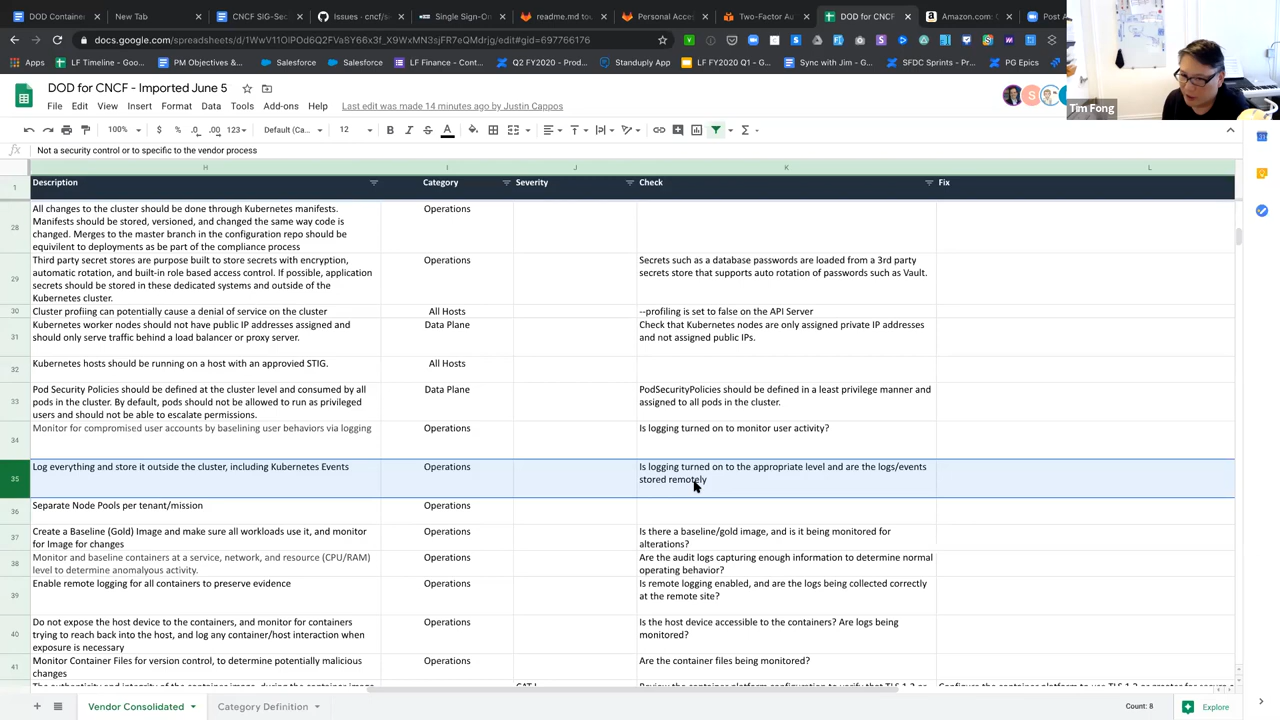 DOD Container
New Tab
CNCF SIG-Sec
Issues · cncf/s
Single Sign-On
readme.md tou
Personal Acces
Two-Factor Au
DOD for CNCF
Amazon.com:
Post A
docs.google.com/spreadsheets/d/1WwV11OlPOd6Q2FVa8Y66x3f_X9WxMN3sjFR7eQMdrjg/edit#gid=697766176
Apps
LF Timeline – Goo...
PM Objectives &...
Salesforce
Salesforce
LF Finance - Conf...
Q2 FY2020 - Prod...
Standuply App
LF FY2020 Q1 - G...
Sync with Jim - G...
SFDC Sprints - Pr...
PG Epics
Tim Fong
DOD for CNCF - Imported June 5
File Edit View Insert Format Data Tools Add-ons Help
Last edit was made 14 minutes ago by Justin Cappos
100%
$ % .0 .00 123
Default (Ca...
12
fx Not a security control or to specific to the vendor process
H I J K L
1 Description Category Severity Check Fix
28 All changes to the cluster should be done through Kubernetes manifests.
Manifests should be stored, versioned, and changed the same way code is
changed. Merges to the master branch in the configuration repo should be
equivilent to deployments as be part of the compliance process
Operations
29 Third party secret stores are purpose built to store secrets with encryption,
automatic rotation, and built-in role based access control. If possible, application
secrets should be stored in these dedicated systems and outside of the
Kubernetes cluster.
Operations
Secrets such as a database passwords are loaded from a 3rd party
secrets store that supports auto rotation of passwords such as Vault.
30 Cluster profiling can potentially cause a denial of service on the cluster
All Hosts
--profiling is set to false on the API Server
31 Kubernetes worker nodes should not have public IP addresses assigned and
should only serve traffic behind a load balancer or proxy server.
Data Plane
Check that Kubernetes nodes are only assigned private IP addresses
and not assigned public IPs.
32 Kubernetes hosts should be running on a host with an approvied STIG.
All Hosts
33 Pod Security Policies should be defined at the cluster level and consumed by all
pods in the cluster. By default, pods should not be allowed to run as privileged
users and should not be able to escalate permissions.
Data Plane
PodSecurityPolicies should be defined in a least privilege manner and
assigned to all pods in the cluster.
34 Monitor for compromised user accounts by baselining user behaviors via logging
Operations
Is logging turned on to monitor user activity?
35 Log everything and store it outside the cluster, including Kubernetes Events
Operations
Is logging turned on to the appropriate level and are the logs/events
stored remotely
36 Separate Node Pools per tenant/mission
Operations
37 Create a Baseline (Gold) Image and make sure all workloads use it, and monitor
for Image for changes
Operations
Is there a baseline/gold image, and is it being monitored for
alterations?
38 Monitor and baseline containers at a service, network, and resource (CPU/RAM)
level to determine anomalyous activity.
Operations
Are the audit logs capturing enough information to determine normal
operating behavior?
39 Enable remote logging for all containers to preserve evidence
Operations
Is remote logging enabled, and are the logs being collected correctly
at the remote site?
40 Do not expose the host device to the containers, and monitor for containers
trying to reach back into the host, and log any container/host interaction when
exposure is necessary
Operations
Is the host device accessible to the containers? Are logs being
monitored?
41 Monitor Container Files for version control, to determine potentially malicious
changes
Operations
Are the container files being monitored?
Vendor Consolidated
Category Definition
Count: 8
Explore